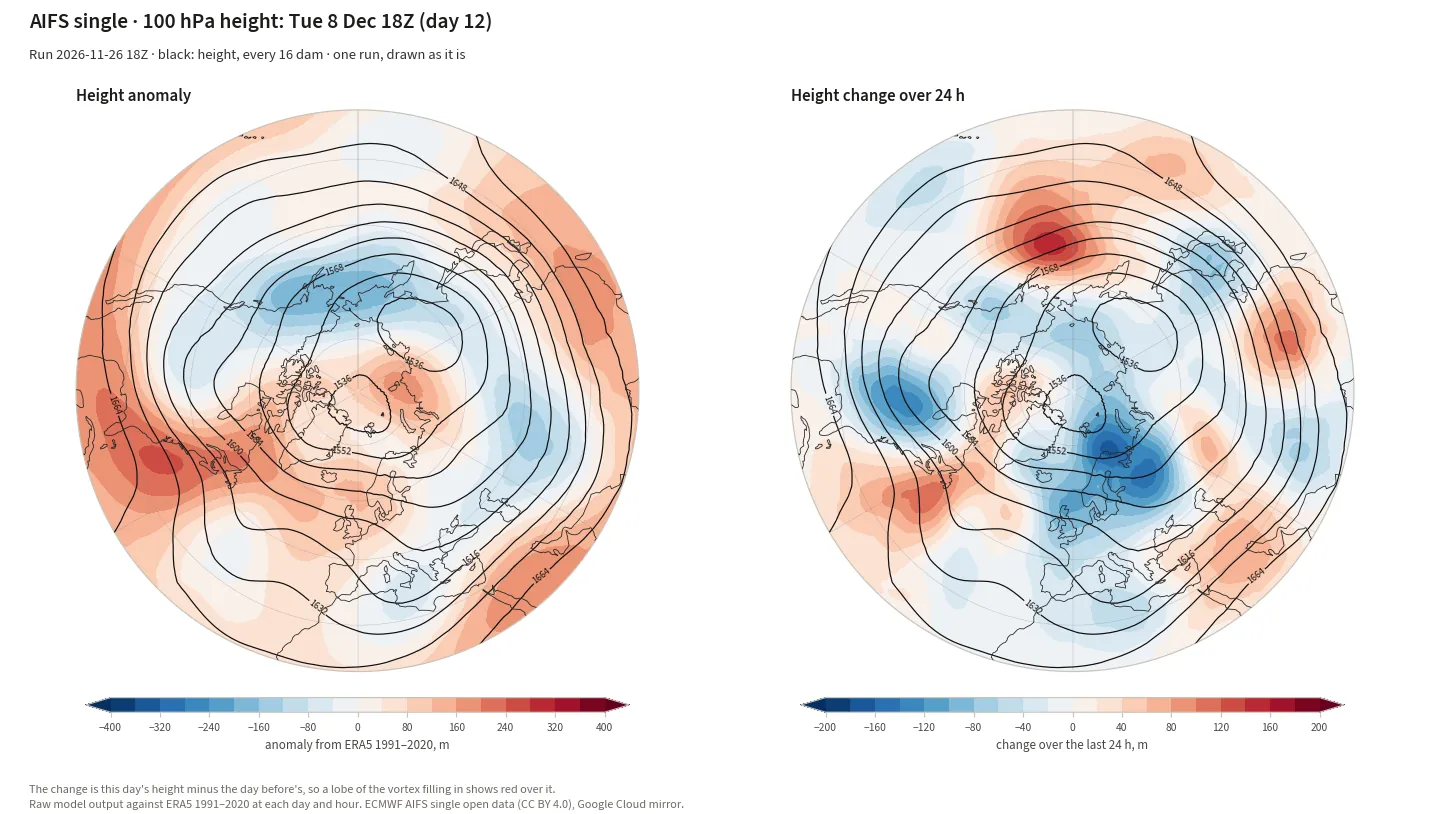 AIFS single · 100 hPa height: Tue 8 Dec 18Z (day 12)
Run 2026-11-26 18Z · black: height, every 16 dam · one run, drawn as it is
Height anomaly
Height change over 24 h
1648
1568
1536
1536
1664
1600
1584
1552
1616
1664
1632
1648
1568
1536
1536
1664
1600
1584
1552
1616
1664
1632
−400 −320 −240 −160 −80 0 80 160 240 320 400
anomaly from ERA5 1991–2020, m
−200 −160 −120 −80 −40 0 40 80 120 160 200
change over the last 24 h, m
The change is this day's height minus the day before's, so a lobe of the vortex filling in shows red over it.
Raw model output against ERA5 1991–2020 at each day and hour. ECMWF AIFS single open data (CC BY 4.0), Google Cloud mirror.